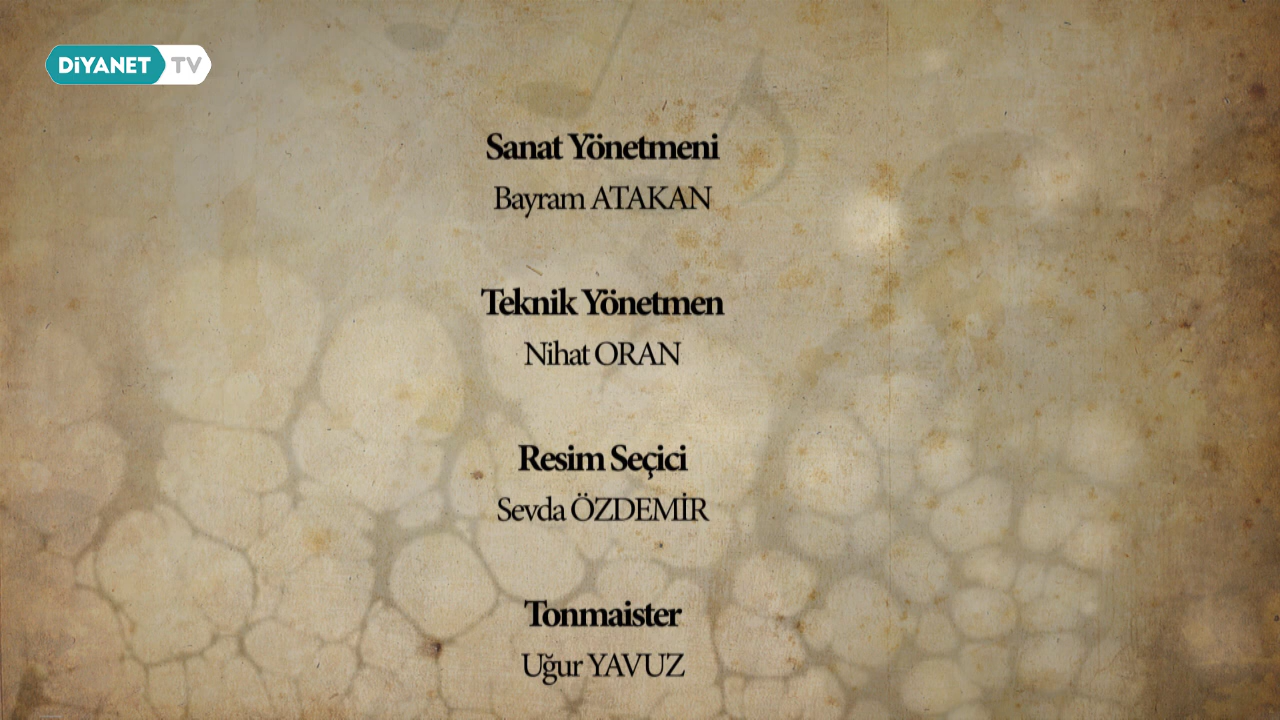 DİYANET TV
Sanat Yönetmeni
Bayram ATAKAN
Teknik Yönetmen
Nihat ORAN
Resim Seçici
Sevda ÖZDEMİR
Tonmaister
Uğur YAVUZ